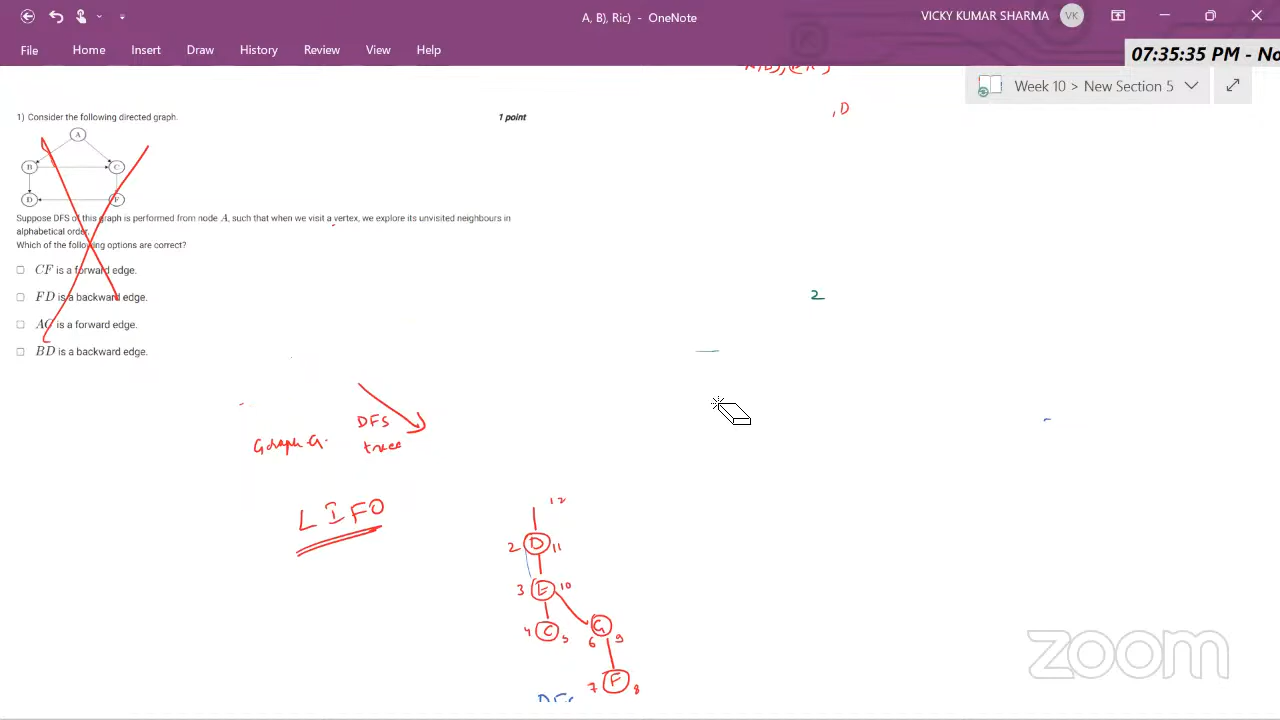 A, B), Ric) - OneNote
VICKY KUMAR SHARMA
VK
File Home Insert Draw History Review View Help
07:35:35 PM - No
Week 10 > New Section 5
, D
1) Consider the following directed graph.
1 point
A
B C
D F
Suppose DFS of this graph is performed from node A, such that when we visit a vertex, we explore its unvisited neighbours in
alphabetical order.
Which of the following options are correct?
CF is a forward edge.
FD is a backward edge.
AC is a forward edge.
BD is a backward edge.
2
DFS
Graph G. tree
LIFO
12
2 D 11
3 E 10
4 C 5 G
6 9
7 F 8
zoom